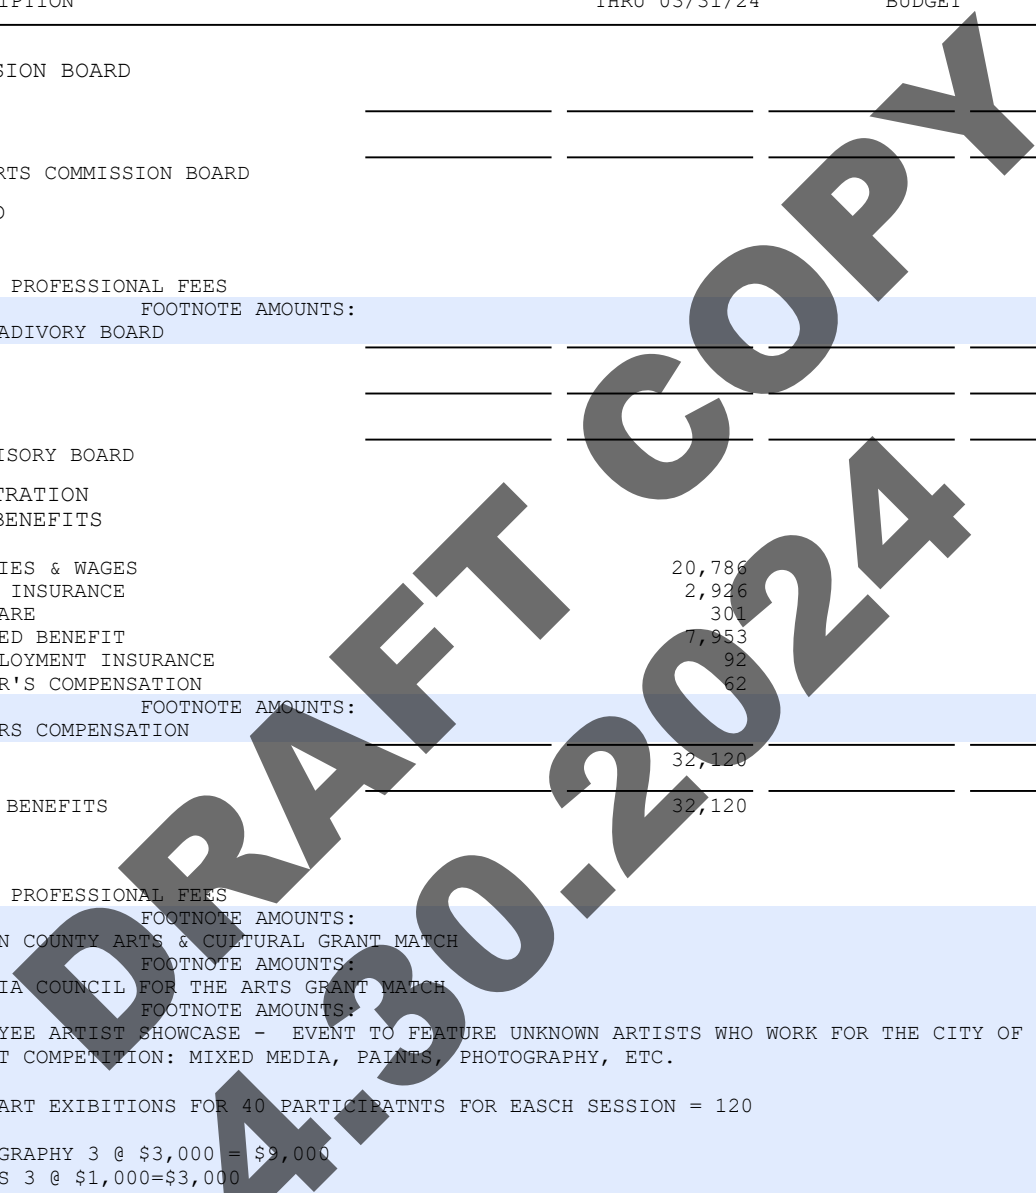 THRU 03/31/24 BUDGET
SION BOARD
RTS COMMISSION BOARD
D
PROFESSIONAL FEES
FOOTNOTE AMOUNTS:
ADIVORY BOARD
ISORY BOARD
TRATION
BENEFITS
IES & WAGES 20,786
INSURANCE 2,926
ARE 301
ED BENEFIT 7,953
LOYMENT INSURANCE 92
R'S COMPENSATION 62
FOOTNOTE AMOUNTS:
RS COMPENSATION
32,120
BENEFITS 32,120
PROFESSIONAL FEES
FOOTNOTE AMOUNTS:
N COUNTY ARTS & CULTURAL GRANT MATCH
FOOTNOTE AMOUNTS:
IA COUNCIL FOR THE ARTS GRANT MATCH
FOOTNOTE AMOUNTS:
YEE ARTIST SHOWCASE - EVENT TO FEATURE UNKNOWN ARTISTS WHO WORK FOR THE CITY OF
T COMPETITION: MIXED MEDIA, PAINTS, PHOTOGRAPHY, ETC.
ART EXIBITIONS FOR 40 PARTICIPATNTS FOR EASCH SESSION = 120
GRAPHY 3 @ $3,000 = $9,000
S 3 @ $1,000=$3,000
DRAFT COPY
4.30.2024